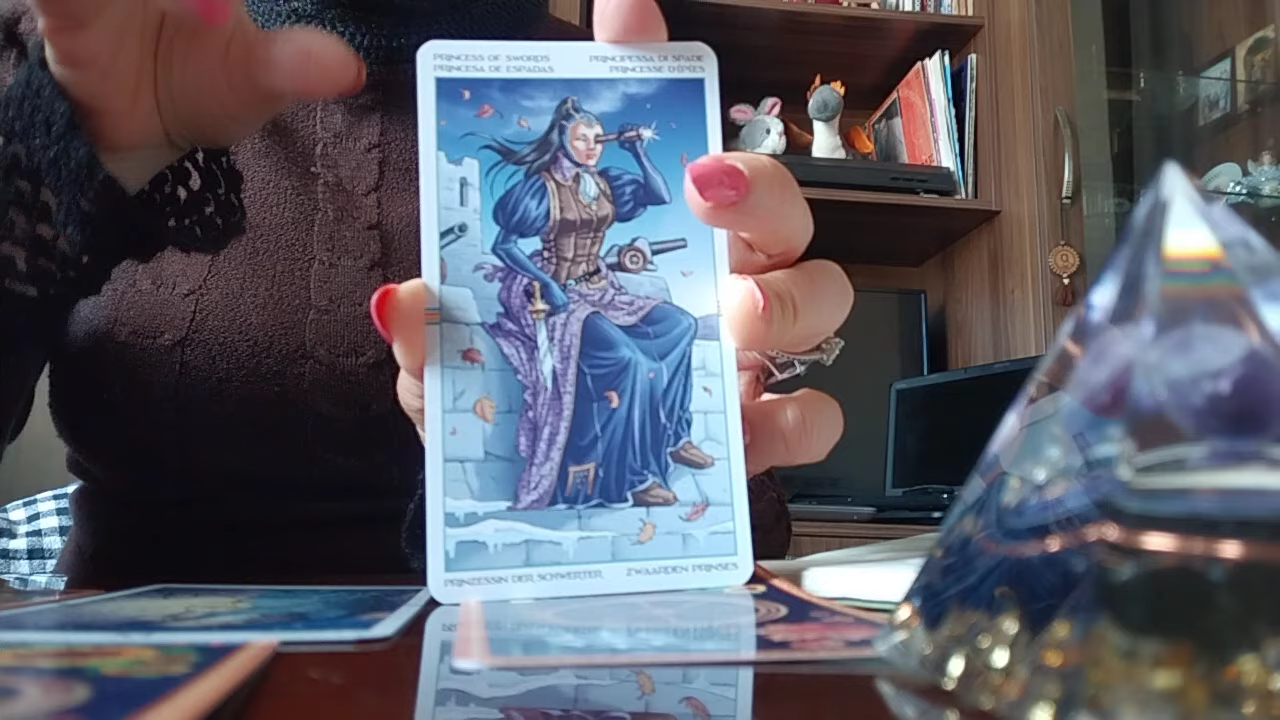 PRINCESS OF SWORDS
PRINCESA DE ESPADAS
PRINCIPESSA DI SPADE
PRINCESSE D'ÉPÉES
PRINZESSIN DER SCHWERTER
ZWAARDEN PRINSES